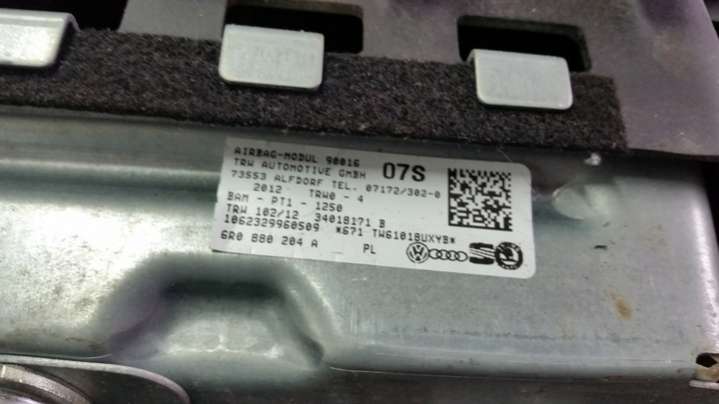 AIRBAG-MODUL 90016
TRW AUTOMOTIVE GMBH 07S
73553 ALFDORF TEL. 07172/302-0
2012 TRW0 - 4
BAM - PT1 - 1250
TRW 102/12 34018171 B
1062329960509 *671 TW61018UXYB*
6R0 880 204 A PL